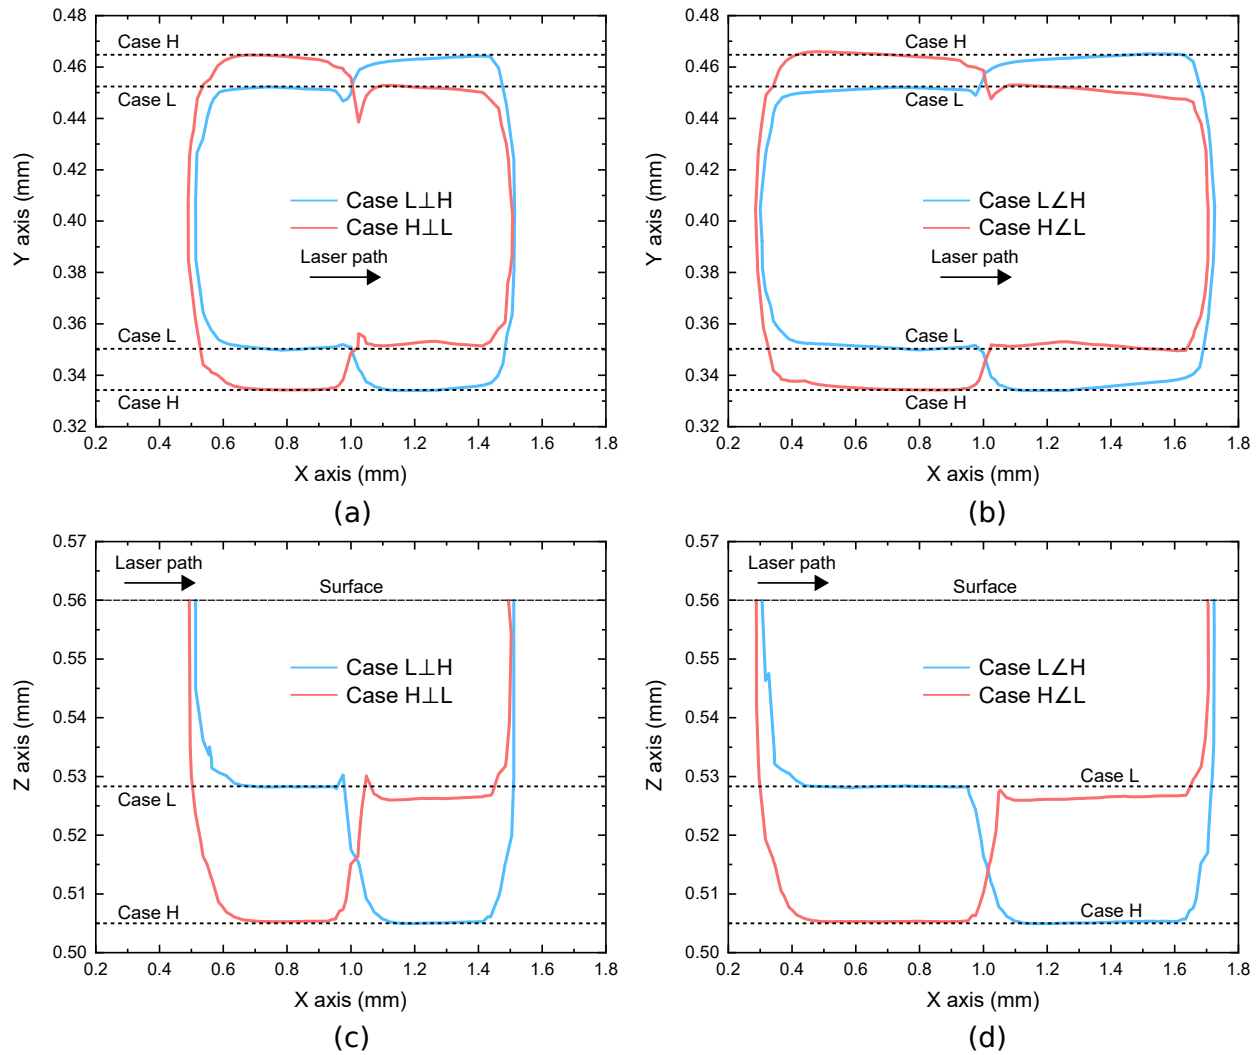 0.48
0.46
0.44
0.42
0.40
0.38
0.36
0.34
0.32
Y axis (mm)
Case H
Case L
Case L⊥H
Case H⊥L
Laser path
Case L
Case H
0.2 0.4 0.6 0.8 1.0 1.2 1.4 1.6 1.8
X axis (mm)
(a)
0.48
0.46
0.44
0.42
0.40
0.38
0.36
0.34
0.32
Y axis (mm)
Case H
Case L
Case L∠H
Case H∠L
Laser path
Case L
Case H
0.2 0.4 0.6 0.8 1.0 1.2 1.4 1.6 1.8
X axis (mm)
(b)
0.57
0.56
0.55
0.54
0.53
0.52
0.51
0.50
Z axis (mm)
Laser path
Surface
Case L⊥H
Case H⊥L
Case L
Case H
0.2 0.4 0.6 0.8 1.0 1.2 1.4 1.6 1.8
X axis (mm)
(c)
0.57
0.56
0.55
0.54
0.53
0.52
0.51
0.50
Z axis (mm)
Laser path
Surface
Case L∠H
Case H∠L
Case L
Case H
0.2 0.4 0.6 0.8 1.0 1.2 1.4 1.6 1.8
X axis (mm)
(d)